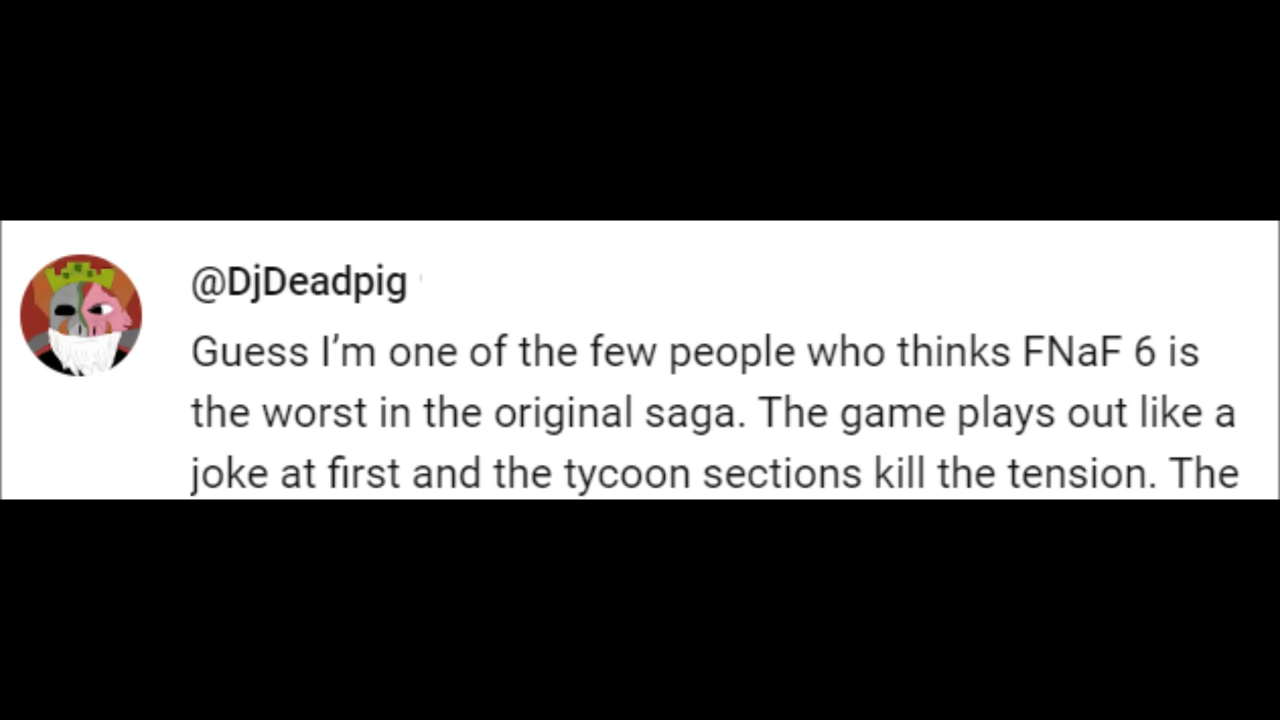 @DjDeadpig
Guess I’m one of the few people who thinks FNaF 6 is
the worst in the original saga. The game plays out like a
joke at first and the tycoon sections kill the tension. The